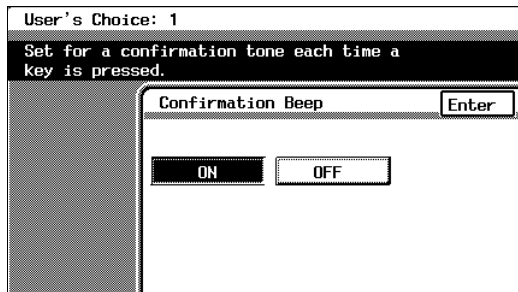 User's Choice: 1
Set for a confirmation tone each time a
key is pressed.
Confirmation Beep
Enter
ON
OFF